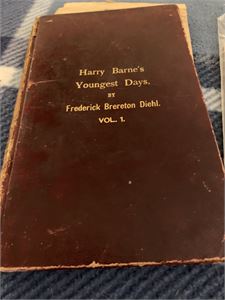 Harry Barne's
Youngest Days.
BY
Frederick Brereton Diehl.
VOL. 1.